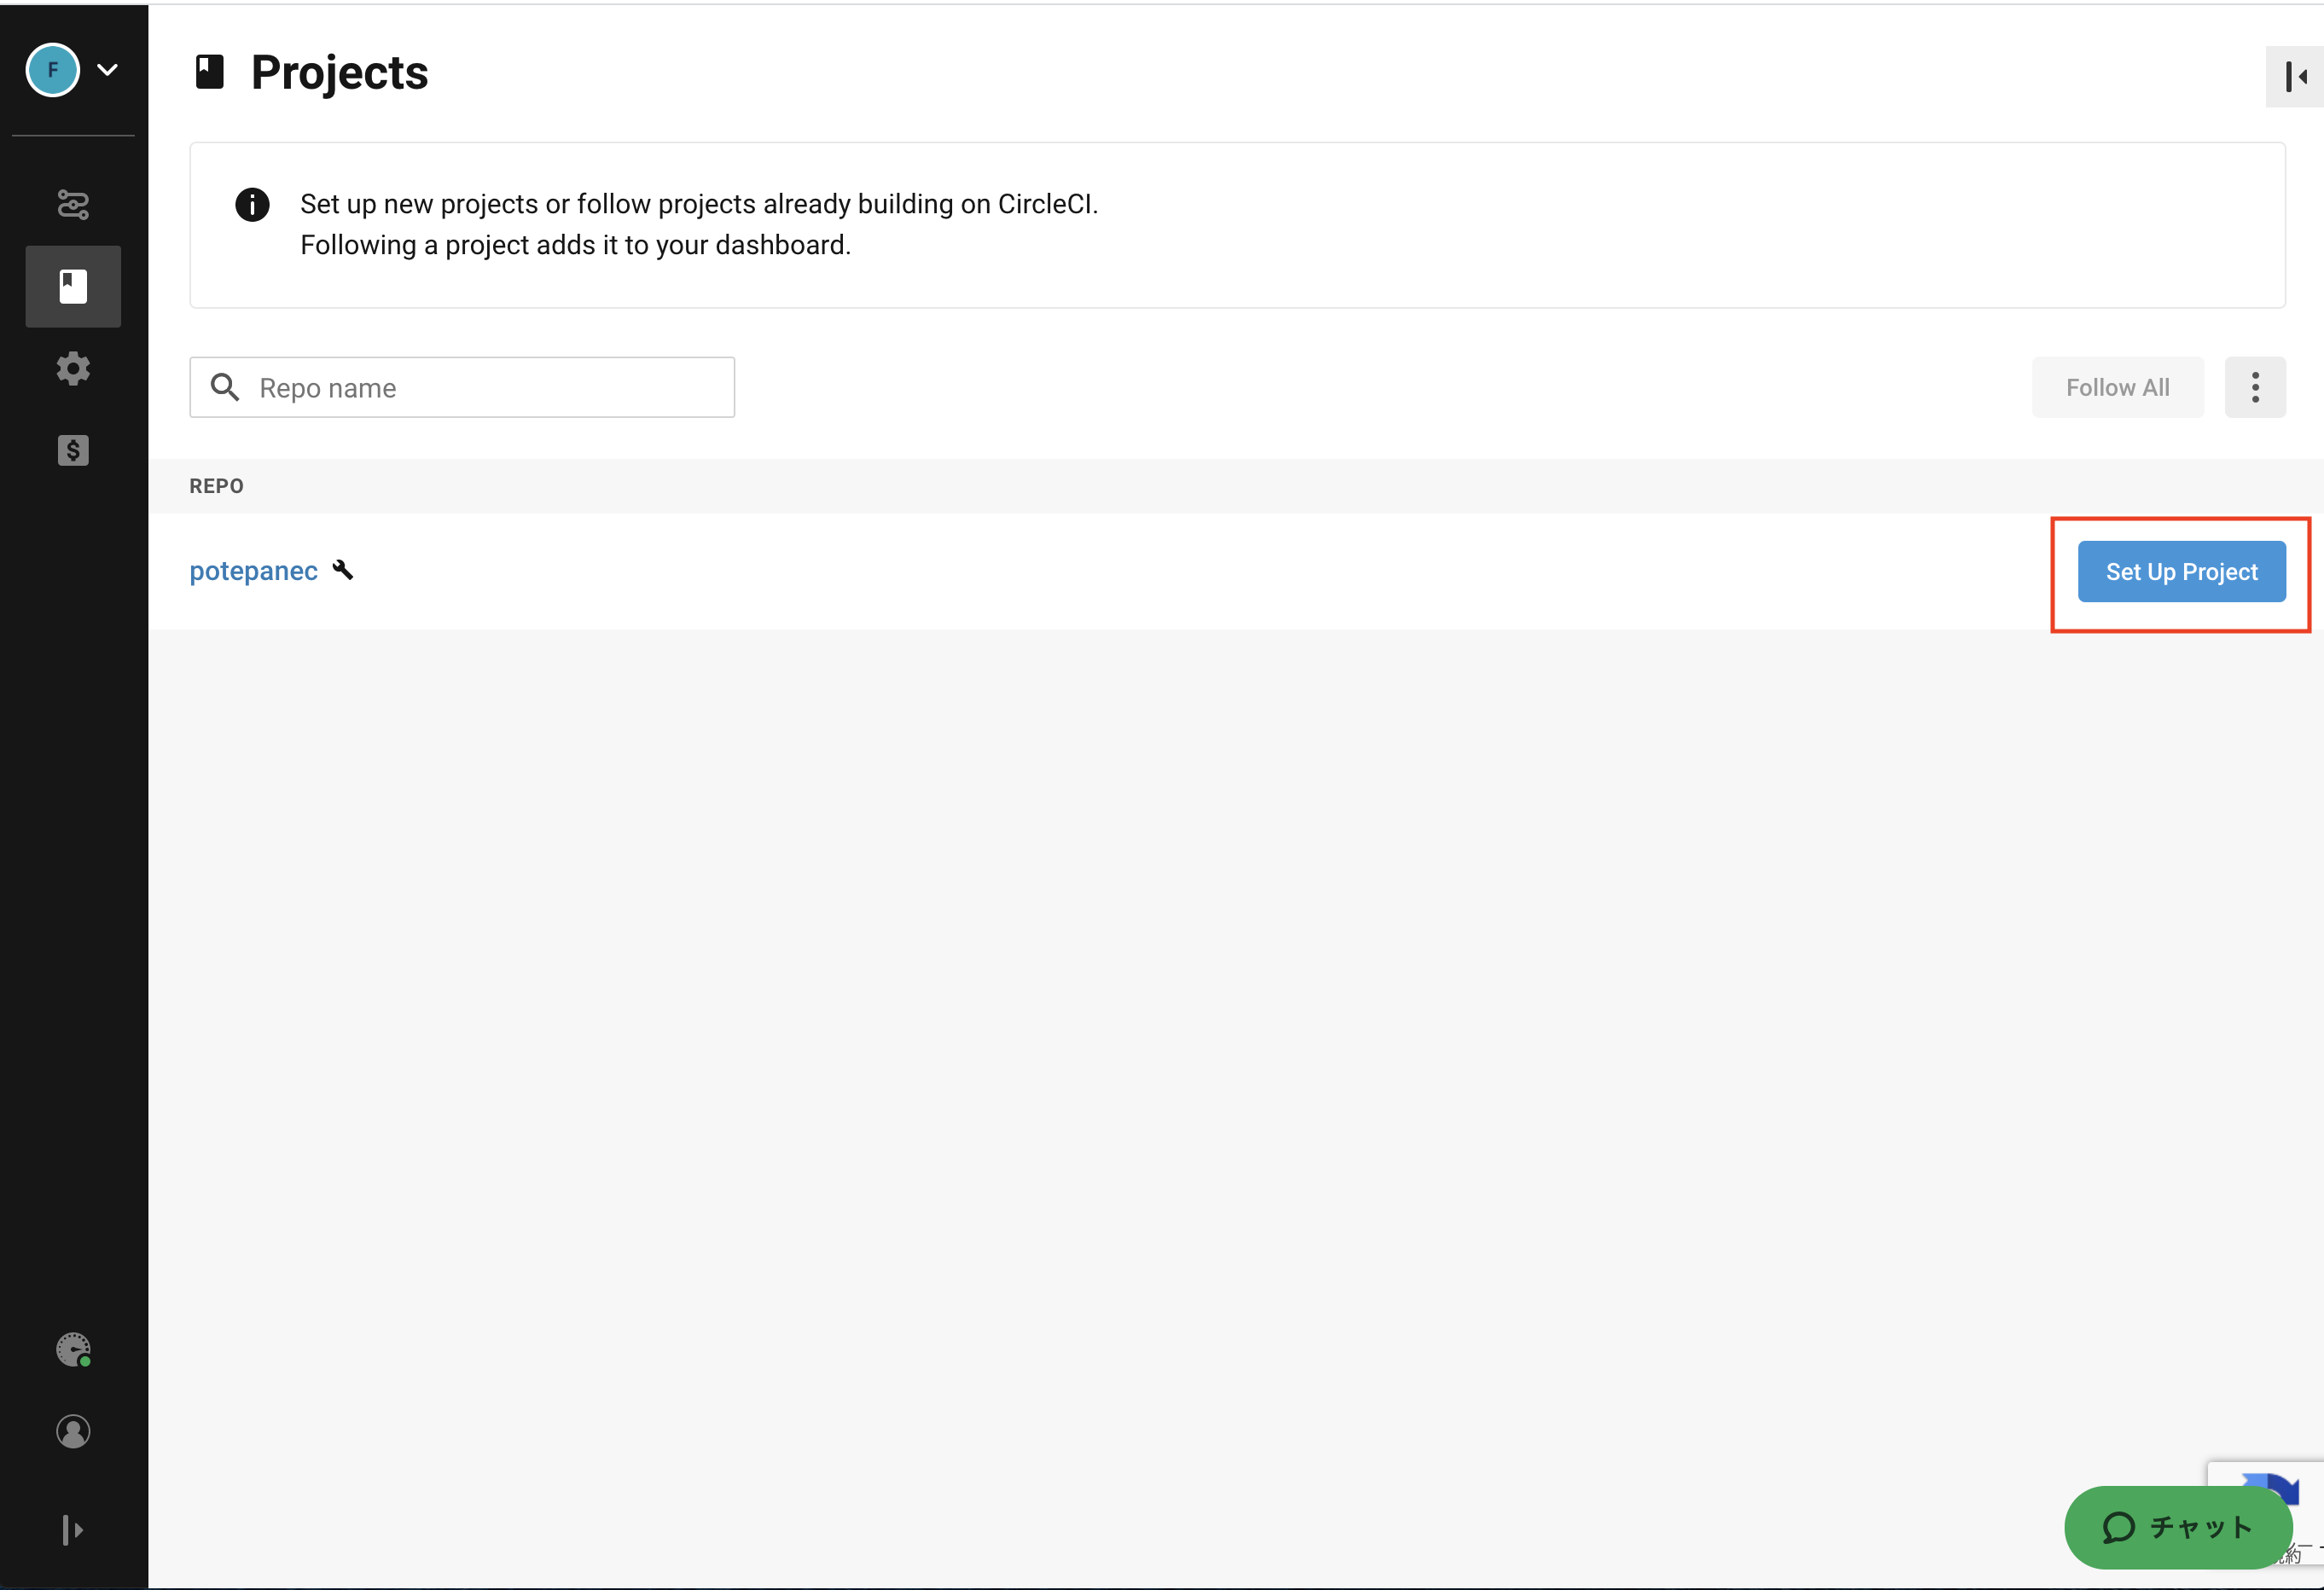 F
Projects
Set up new projects or follow projects already building on CircleCI.
Following a project adds it to your dashboard.
Repo name
Follow All
REPO
potepanec
Set Up Project
チャット